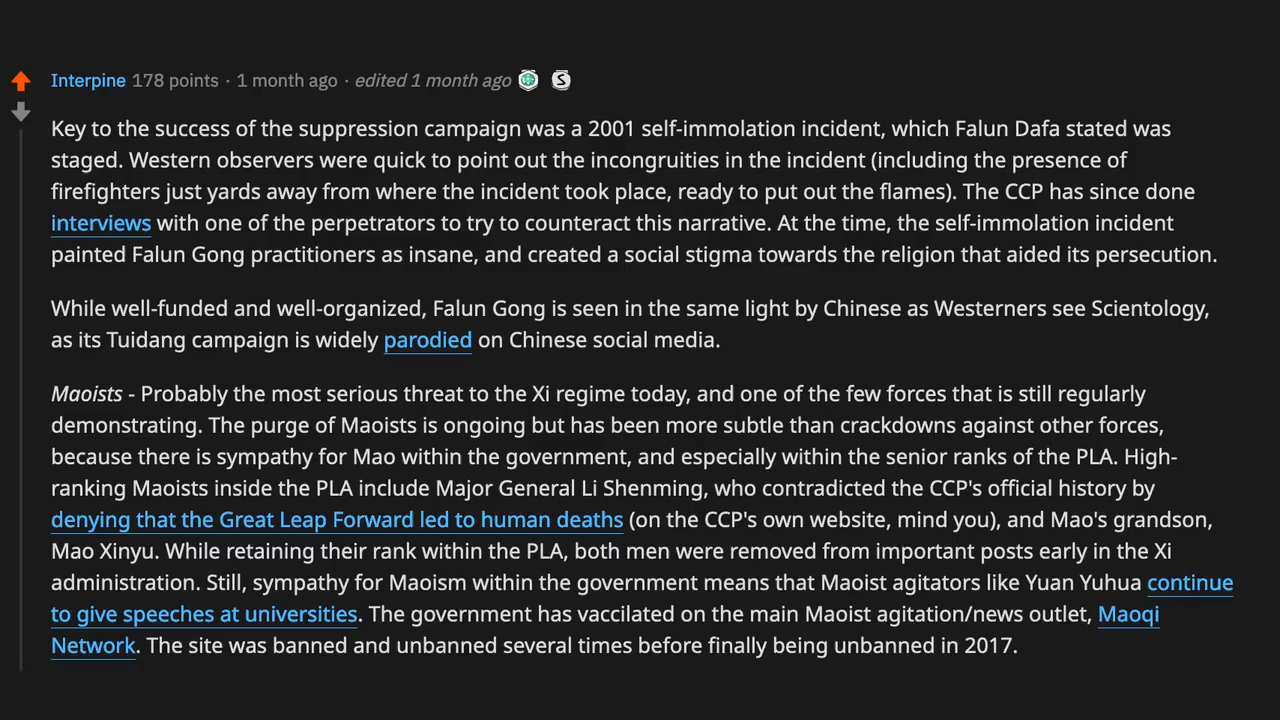 Interpine 178 points · 1 month ago · edited 1 month ago
Key to the success of the suppression campaign was a 2001 self-immolation incident, which Falun Dafa stated was
staged. Western observers were quick to point out the incongruities in the incident (including the presence of
firefighters just yards away from where the incident took place, ready to put out the flames). The CCP has since done
interviews with one of the perpetrators to try to counteract this narrative. At the time, the self-immolation incident
painted Falun Gong practitioners as insane, and created a social stigma towards the religion that aided its persecution.
While well-funded and well-organized, Falun Gong is seen in the same light by Chinese as Westerners see Scientology,
as its Tuidang campaign is widely parodied on Chinese social media.
Maoists - Probably the most serious threat to the Xi regime today, and one of the few forces that is still regularly
demonstrating. The purge of Maoists is ongoing but has been more subtle than crackdowns against other forces,
because there is sympathy for Mao within the government, and especially within the senior ranks of the PLA. High-
ranking Maoists inside the PLA include Major General Li Shenming, who contradicted the CCP's official history by
denying that the Great Leap Forward led to human deaths (on the CCP's own website, mind you), and Mao's grandson,
Mao Xinyu. While retaining their rank within the PLA, both men were removed from important posts early in the Xi
administration. Still, sympathy for Maoism within the government means that Maoist agitators like Yuan Yuhua continue
to give speeches at universities. The government has vaccilated on the main Maoist agitation/news outlet, Maoqi
Network. The site was banned and unbanned several times before finally being unbanned in 2017.